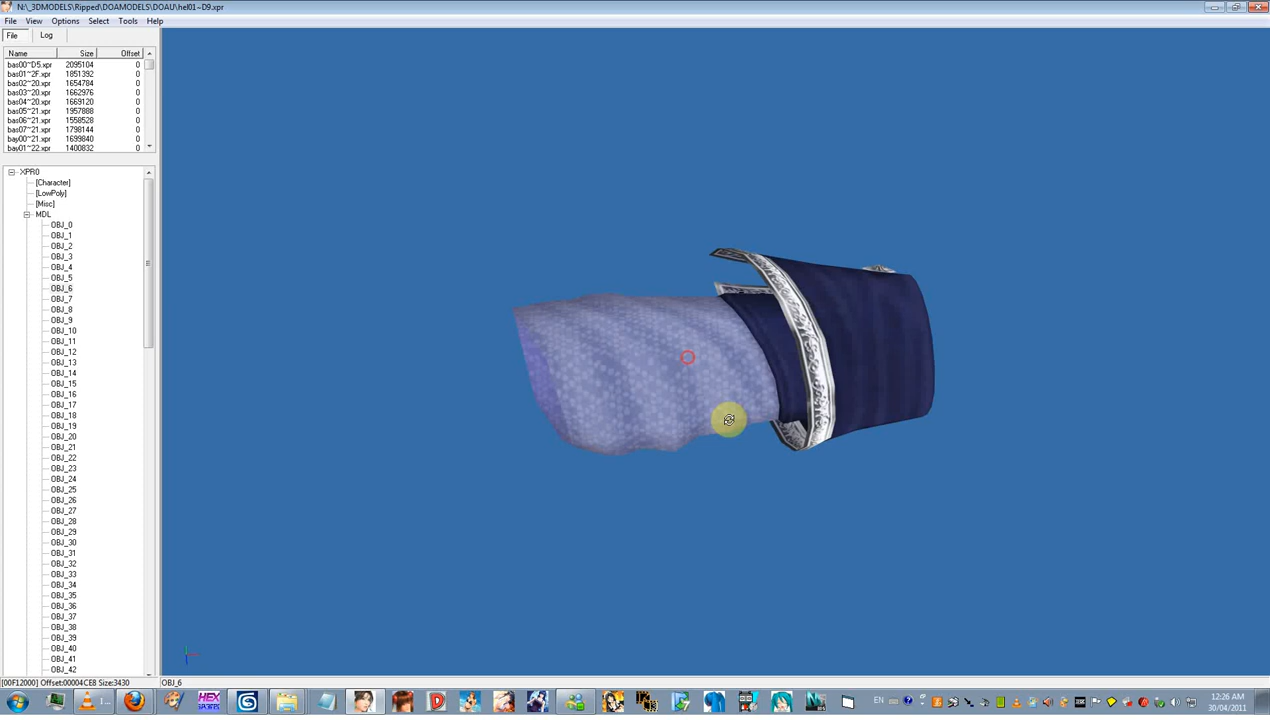 N:\_3DMODELS\Ripped\DOAMODELS\DOAU\hel01~D9.xpr
File View Options Select Tools Help
File Log
Name Size Offset
bas00~D5.xpr 2095104 0
bas01~2F.xpr 1851392 0
bas02~20.xpr 1654784 0
bas03~20.xpr 1662976 0
bas04~20.xpr 1669120 0
bas05~21.xpr 1957888 0
bas06~21.xpr 1558528 0
bas07~21.xpr 1798144 0
bay00~21.xpr 1699840 0
bay01~22.xpr 1400832 0
XPR0
[Character]
[LowPoly]
[Misc]
MDL
OBJ_0
OBJ_1
OBJ_2
OBJ_3
OBJ_4
OBJ_5
OBJ_6
OBJ_7
OBJ_8
OBJ_9
OBJ_10
OBJ_11
OBJ_12
OBJ_13
OBJ_14
OBJ_15
OBJ_16
OBJ_17
OBJ_18
OBJ_19
OBJ_20
OBJ_21
OBJ_22
OBJ_23
OBJ_24
OBJ_25
OBJ_26
OBJ_27
OBJ_28
OBJ_29
OBJ_30
OBJ_31
OBJ_32
OBJ_33
OBJ_34
OBJ_35
OBJ_36
OBJ_37
OBJ_38
OBJ_39
OBJ_40
OBJ_41
OBJ_42
[00F12000] Offset:00004CE8 Size:3430 OBJ_6
1... HEX EN 12:26 AM
30/04/2011